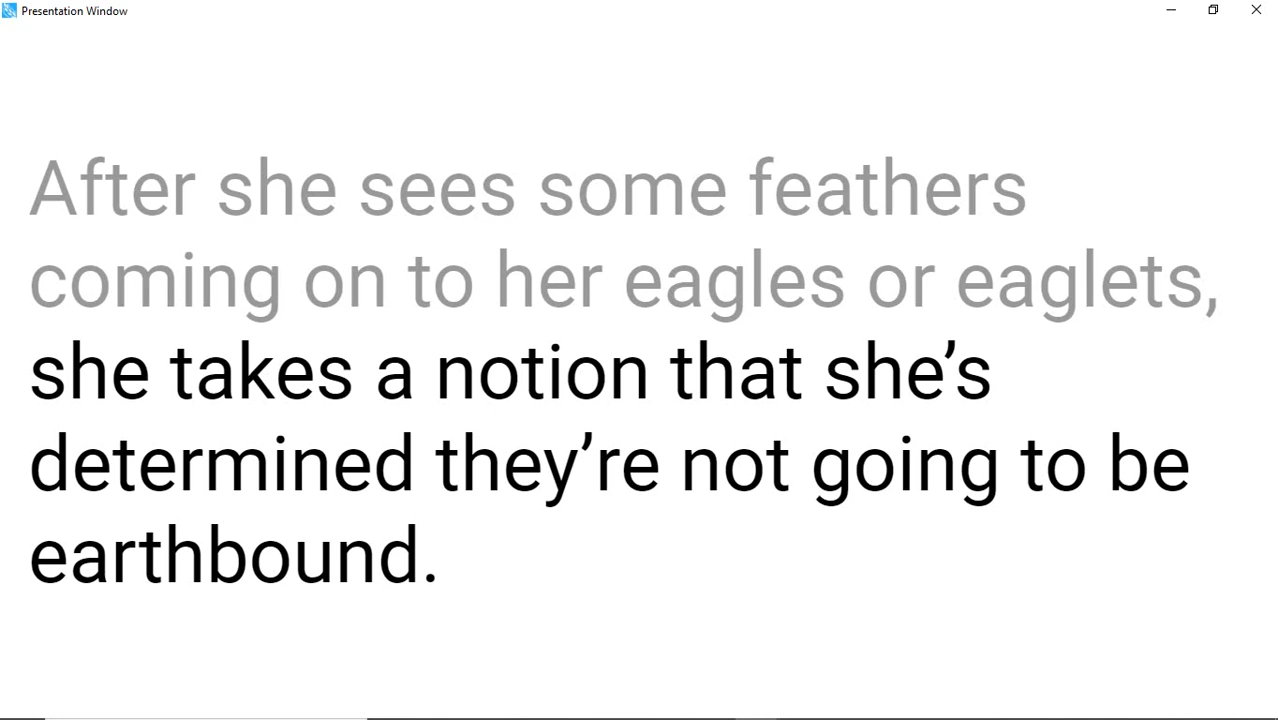 Presentation Window
After she sees some feathers
coming on to her eagles or eaglets,
she takes a notion that she’s
determined they’re not going to be
earthbound.